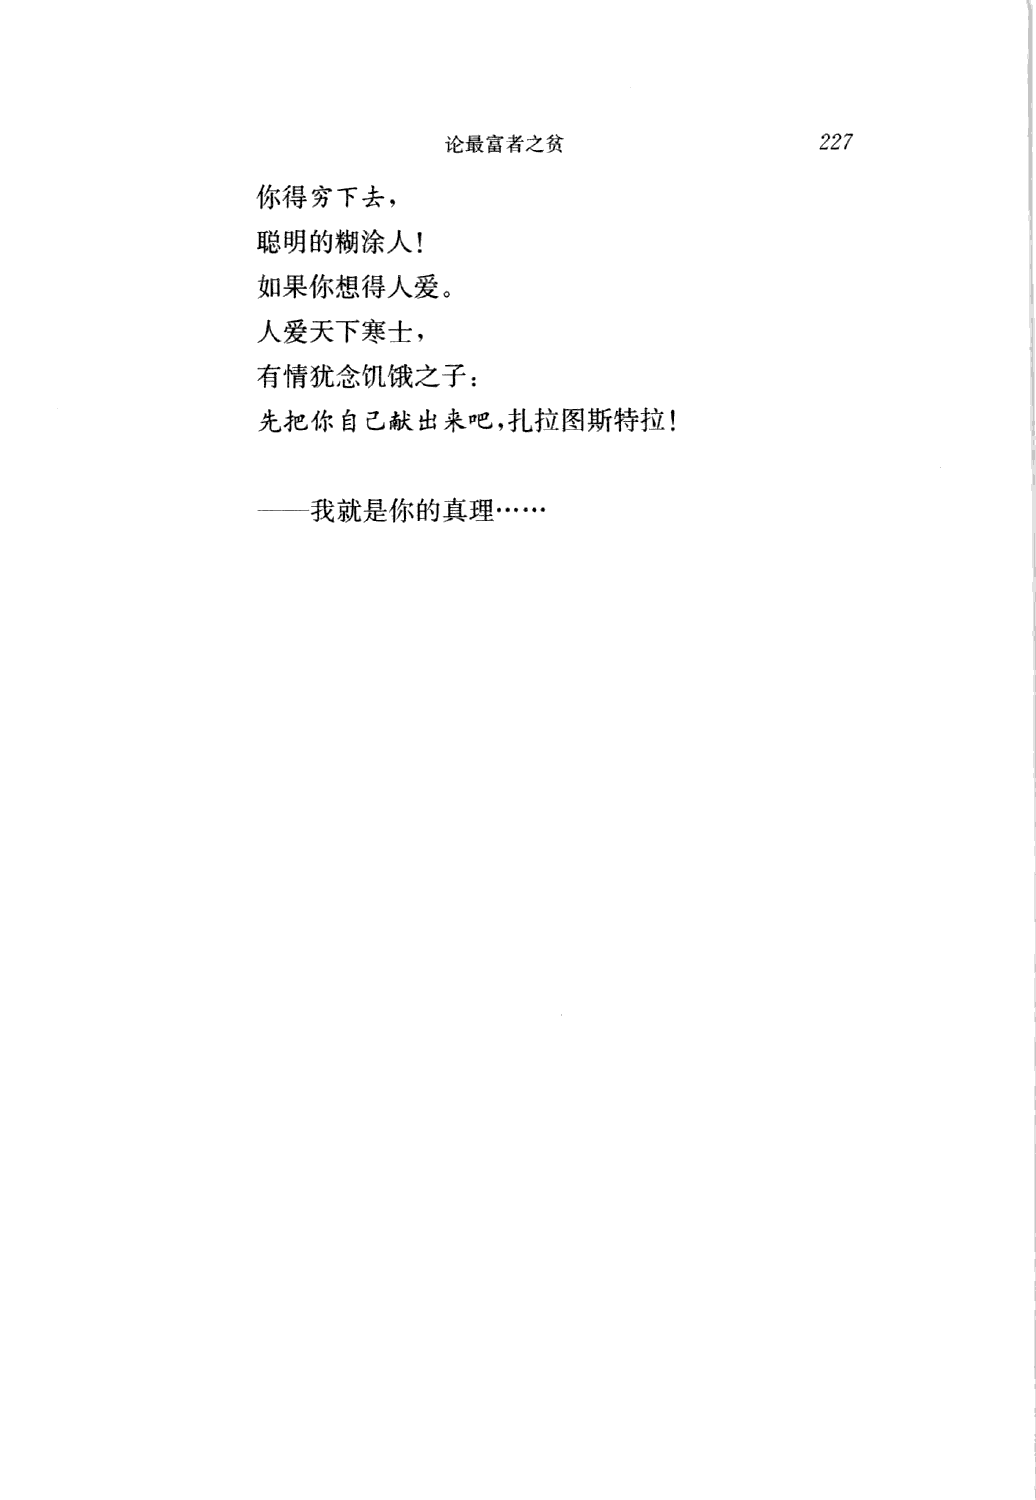 论最富者之贫 227
你得穷下去，
聪明的糊涂人！
如果你想得人爱。
人爱天下寒士，
有情犹念饥饿之子：
先把你自己献出来吧，扎拉图斯特拉！
——我就是你的真理……